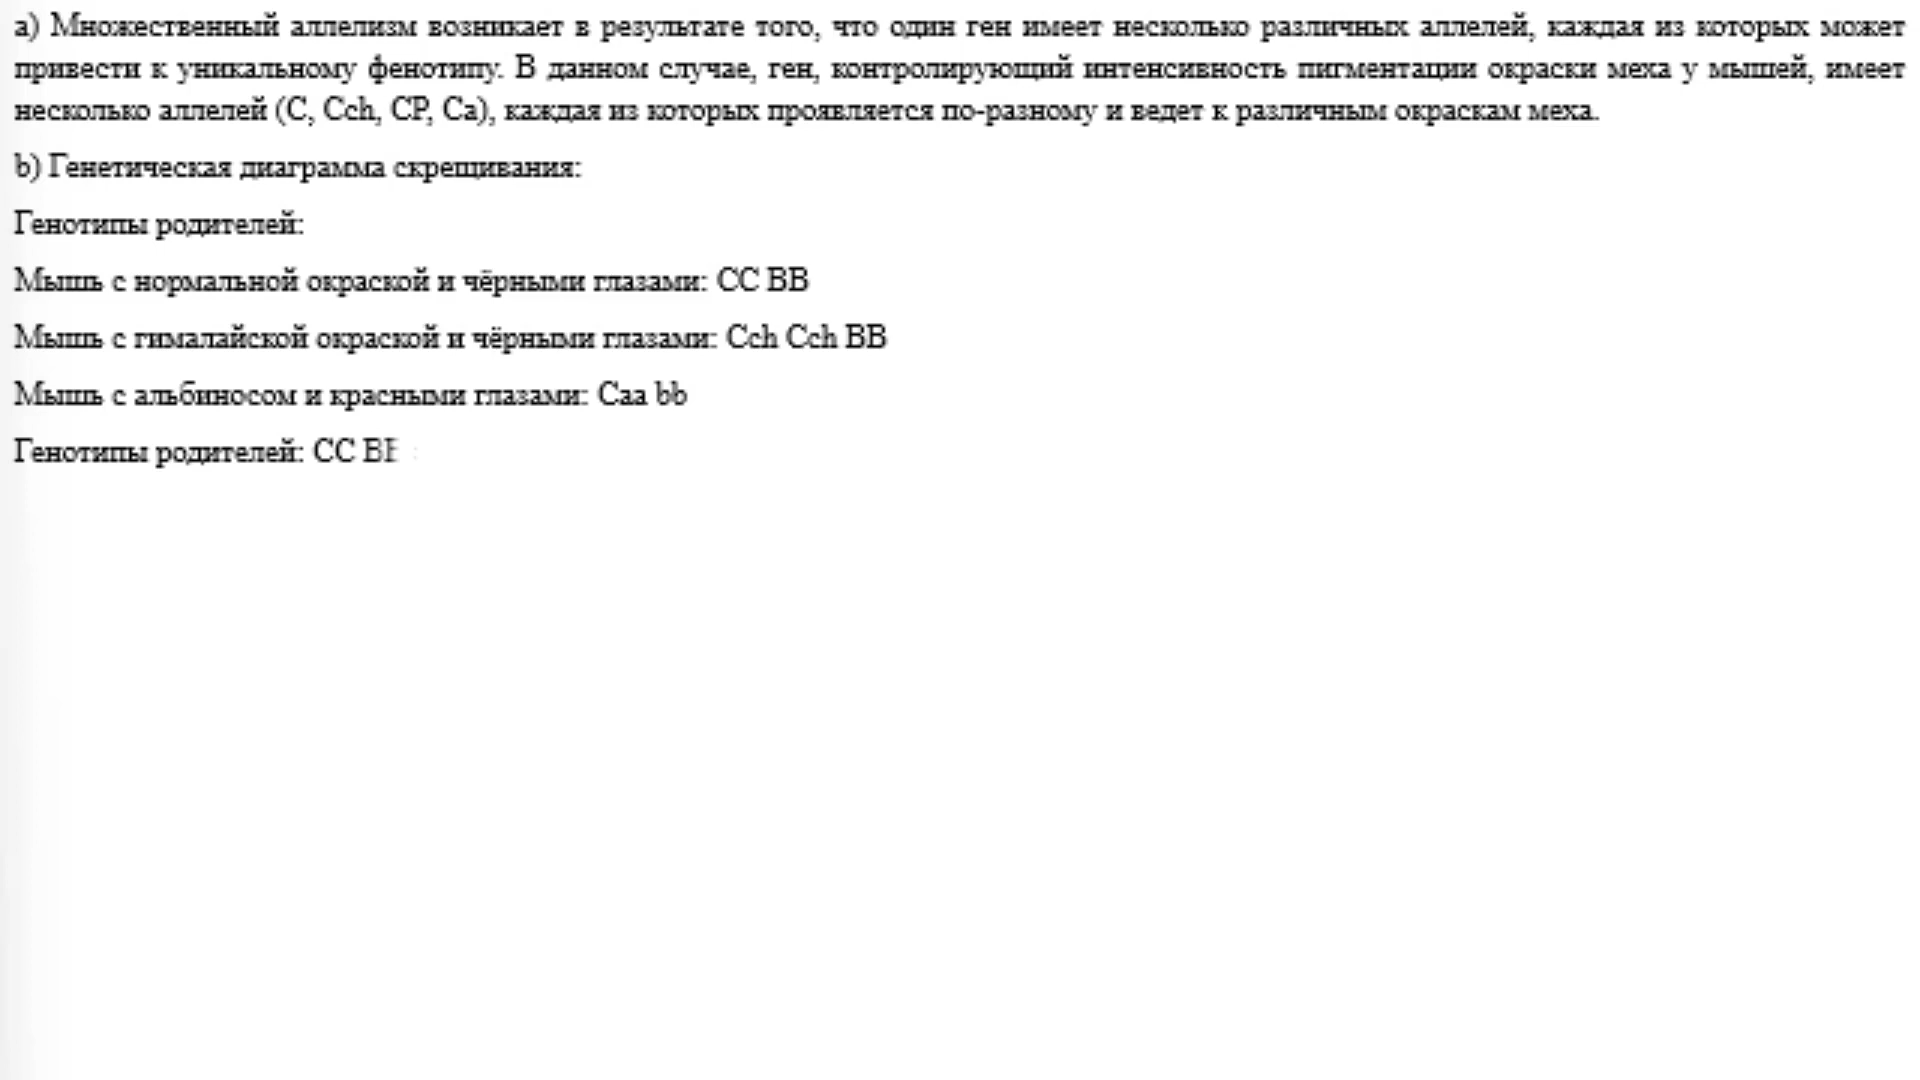 a) Множественный аллелизм возникает в результате того, что один ген имеет несколько различных аллелей, каждая из которых может
привести к уникальному фенотипу. В данном случае, ген, контролирующий интенсивность пигментации окраски меха у мышей, имеет
несколько аллелей (C, Cch, CP, Ca), каждая из которых проявляется по-разному и ведет к различным окраскам меха.
b) Генетическая диаграмма скрещивания:
Генотипы родителей:
Мышь с нормальной окраской и чёрными глазами: CC BB
Мышь с гималайской окраской и чёрными глазами: Cch Cch BB
Мышь с альбиносом и красными глазами: Caa bb
Генотипы родителей: CC